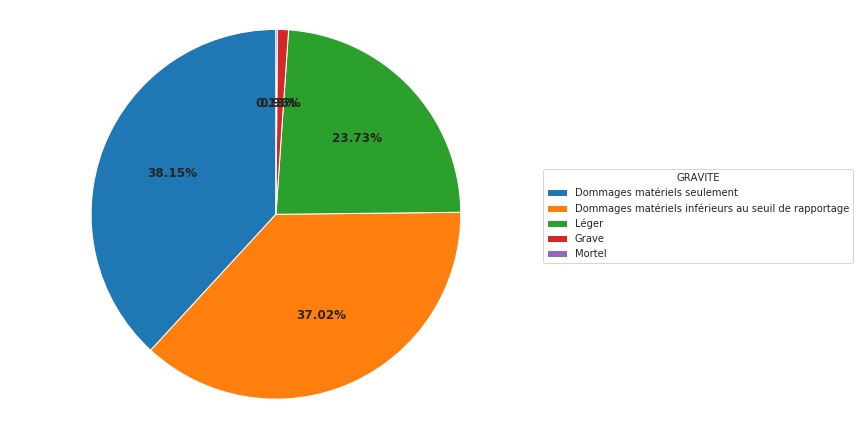 38.15%
23.73%
37.02%
GRAVITE
Dommages matériels seulement
Dommages matériels inférieurs au seuil de rapportage
Léger
Grave
Mortel